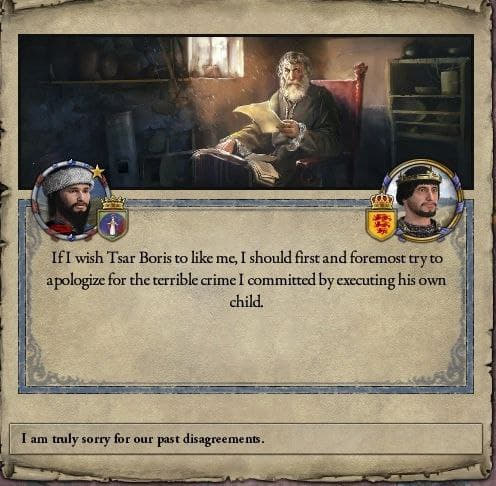 If I wish Tsar Boris to like me, I should first and foremost try to
apologize for the terrible crime I committed by executing his own
child.
I am truly sorry for our past disagreements.